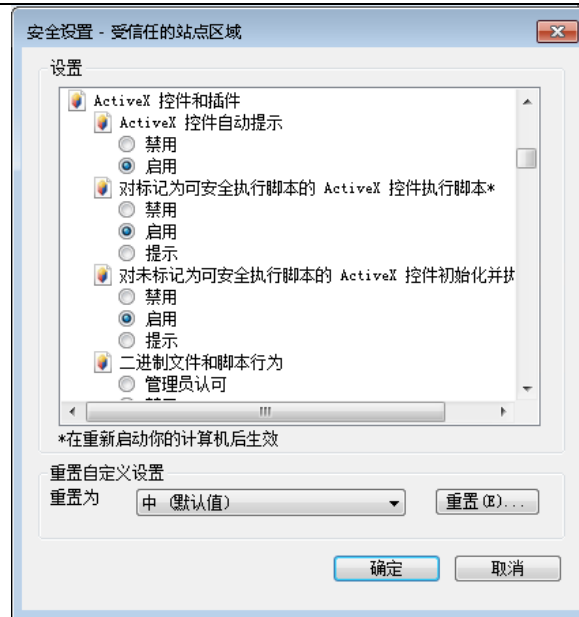 安全设置 - 受信任的站点区域
设置
ActiveX 控件和插件
ActiveX 控件自动提示
禁用
启用
对标记为可安全执行脚本的 ActiveX 控件执行脚本*
禁用
启用
提示
对未标记为可安全执行脚本的 ActiveX 控件初始化并执
禁用
启用
提示
二进制文件和脚本行为
管理员认可
*在重新启动你的计算机后生效
重置自定义设置
重置为
中 (默认值)
重置(E)...
确定
取消